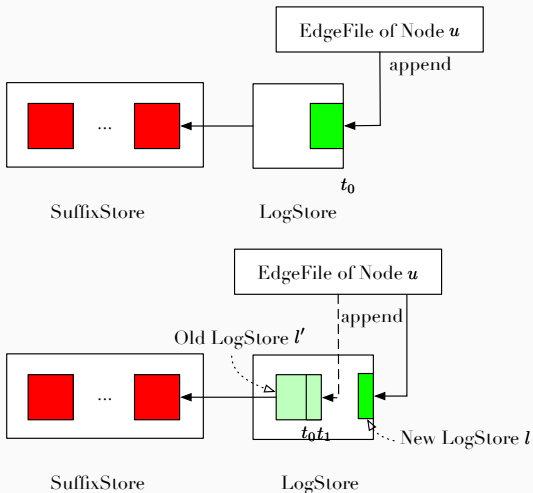 EdgeFile of Node u
append
...
t₀
SuffixStore
LogStore
EdgeFile of Node u
append
Old LogStore l′
...
t₀t₁
New LogStore l
SuffixStore
LogStore